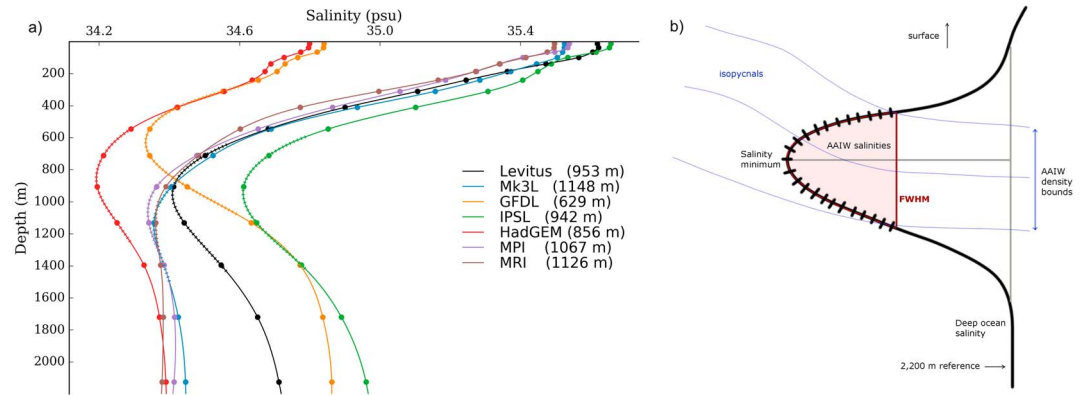 a)
Salinity (psu)
34.2 34.6 35.0 35.4
Depth (m)
200
400
600
800
1000
1200
1400
1600
1800
2000
Levitus (953 m)
Mk3L (1148 m)
GFDL (629 m)
IPSL (942 m)
HadGEM (856 m)
MPI (1067 m)
MRI (1126 m)
b)
surface
isopycnals
AAIW salinities
Salinity
minimum
FWHM
AAIW
density
bounds
Deep ocean
salinity
2,200 m reference